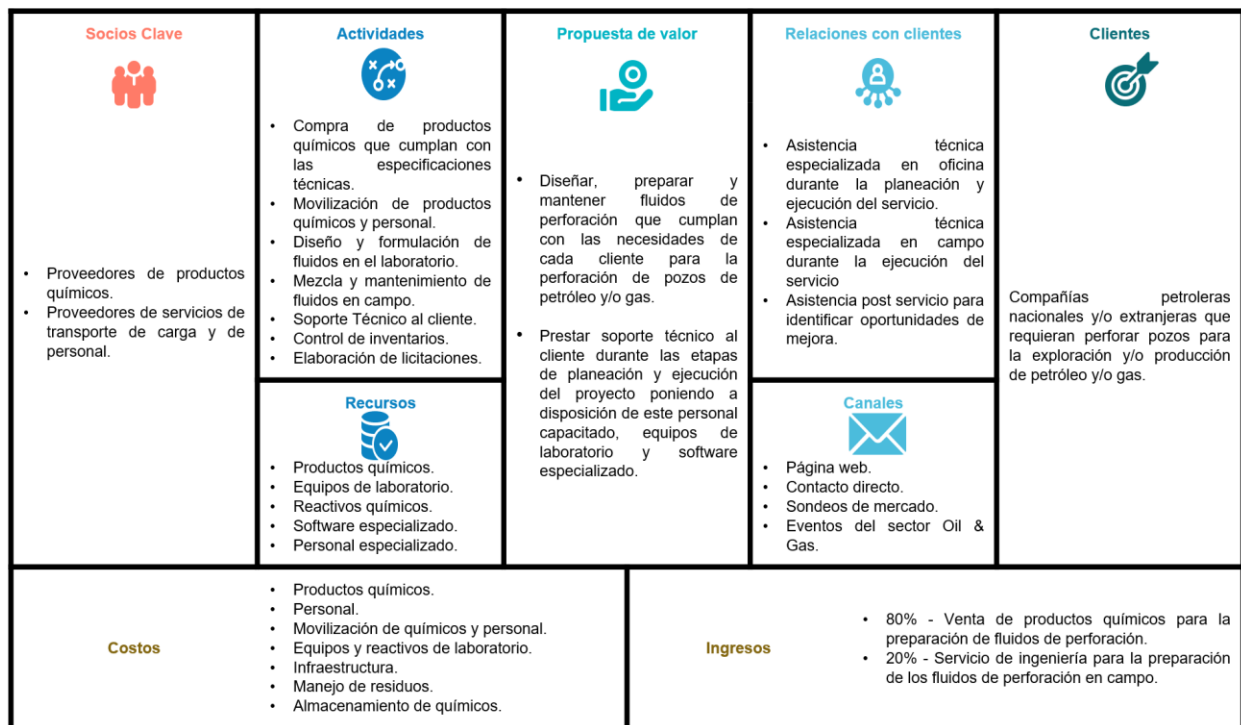 Socios Clave
• Proveedores de productos
químicos.
• Proveedores de servicios de
transporte de carga y de
personal.
Actividades
• Compra de productos
químicos que cumplan con
las especificaciones
técnicas.
• Movilización de productos
químicos y personal.
• Diseño y formulación de
fluidos en el laboratorio.
• Mezcla y mantenimiento de
fluidos en campo.
• Soporte Técnico al cliente.
• Control de inventarios.
• Elaboración de licitaciones.
Recursos
• Productos químicos.
• Equipos de laboratorio.
• Reactivos químicos.
• Software especializado.
• Personal especializado.
Propuesta de valor
• Diseñar, preparar y
mantener fluidos de
perforación que cumplan
con las necesidades de
cada cliente para la
perforación de pozos de
petróleo y/o gas.
• Prestar soporte técnico al
cliente durante las etapas
de planeación y ejecución
del proyecto poniendo a
disposición de este personal
capacitado, equipos de
laboratorio y software
especializado.
Relaciones con clientes
• Asistencia técnica
especializada en oficina
durante la planeación y
ejecución del servicio.
• Asistencia técnica
especializada en campo
durante la ejecución del
servicio
• Asistencia post servicio para
identificar oportunidades de
mejora.
Canales
• Página web.
• Contacto directo.
• Sondeos de mercado.
• Eventos del sector Oil &
Gas.
Clientes
Compañías petroleras
nacionales y/o extranjeras que
requieran perforar pozos para
la exploración y/o producción
de petróleo y/o gas.
Costos
• Productos químicos.
• Personal.
• Movilización de químicos y personal.
• Equipos y reactivos de laboratorio.
• Infraestructura.
• Manejo de residuos.
• Almacenamiento de químicos.
Ingresos
• 80% - Venta de productos químicos para la
preparación de fluidos de perforación.
• 20% - Servicio de ingeniería para la preparación
de los fluidos de perforación en campo.